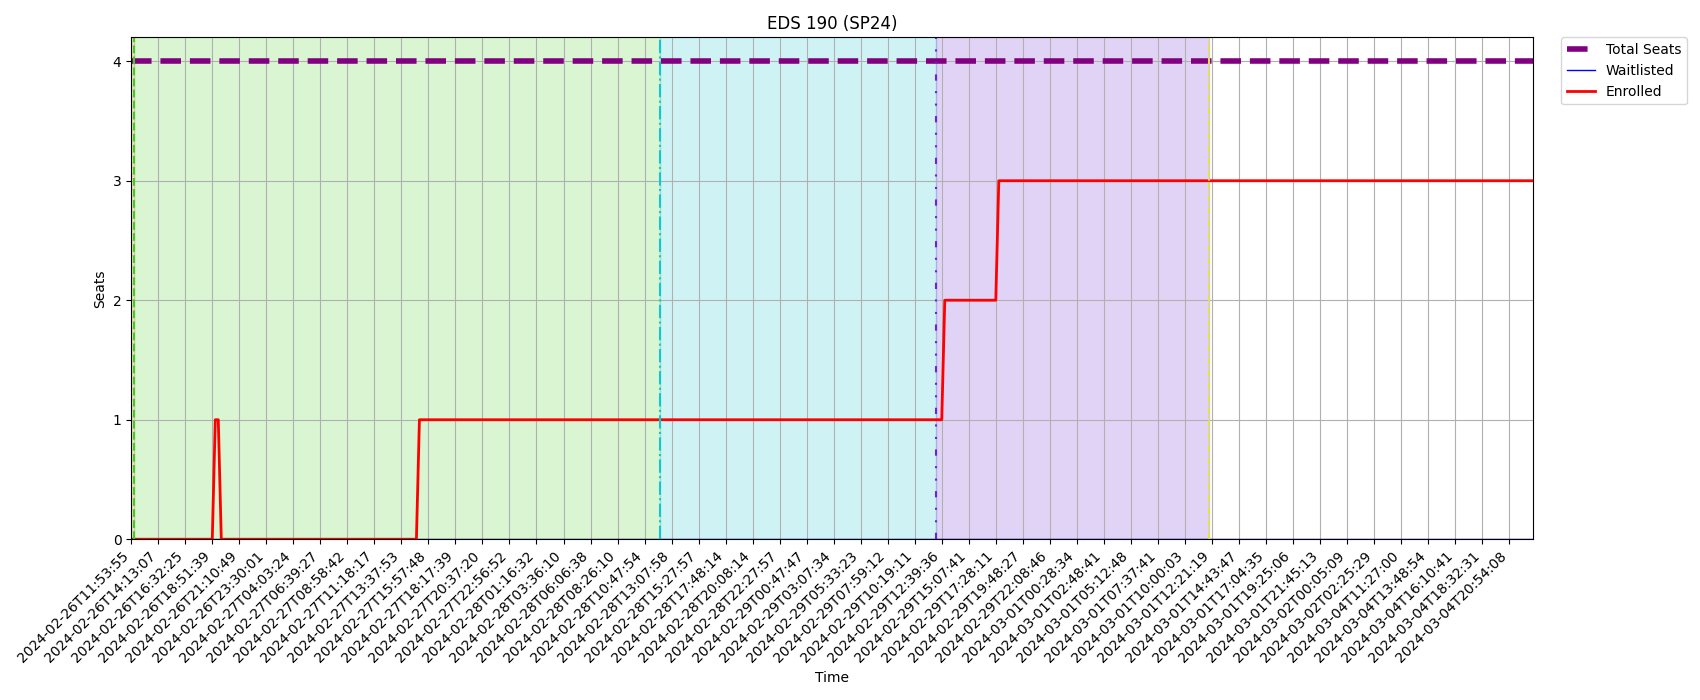 EDS 190 (SP24)
Total Seats
Waitlisted
Enrolled
Seats
4
3
2
1
0
2024-02-26T11:53:55
2024-02-26T14:13:07
2024-02-26T16:32:25
2024-02-26T18:51:39
2024-02-26T21:10:49
2024-02-26T23:30:01
2024-02-27T04:03:24
2024-02-27T06:39:27
2024-02-27T08:58:42
2024-02-27T11:18:17
2024-02-27T13:37:53
2024-02-27T15:57:48
2024-02-27T18:17:39
2024-02-27T20:37:20
2024-02-27T22:56:52
2024-02-28T01:16:32
2024-02-28T03:36:10
2024-02-28T06:06:38
2024-02-28T08:26:10
2024-02-28T10:47:54
2024-02-28T13:07:58
2024-02-28T15:27:57
2024-02-28T17:48:14
2024-02-28T20:08:14
2024-02-28T22:27:57
2024-02-29T00:47:47
2024-02-29T03:07:34
2024-02-29T05:33:23
2024-02-29T07:59:12
2024-02-29T10:19:11
2024-02-29T12:39:36
2024-02-29T15:07:41
2024-02-29T17:28:11
2024-02-29T19:48:27
2024-02-29T22:08:46
2024-03-01T00:28:34
2024-03-01T02:48:41
2024-03-01T05:12:48
2024-03-01T07:37:41
2024-03-01T10:00:03
2024-03-01T12:21:19
2024-03-01T14:43:47
2024-03-01T17:04:35
2024-03-01T19:25:06
2024-03-01T21:45:13
2024-03-02T00:05:09
2024-03-02T02:25:29
2024-03-04T11:27:00
2024-03-04T13:48:54
2024-03-04T16:10:41
2024-03-04T18:32:31
2024-03-04T20:54:08
Time